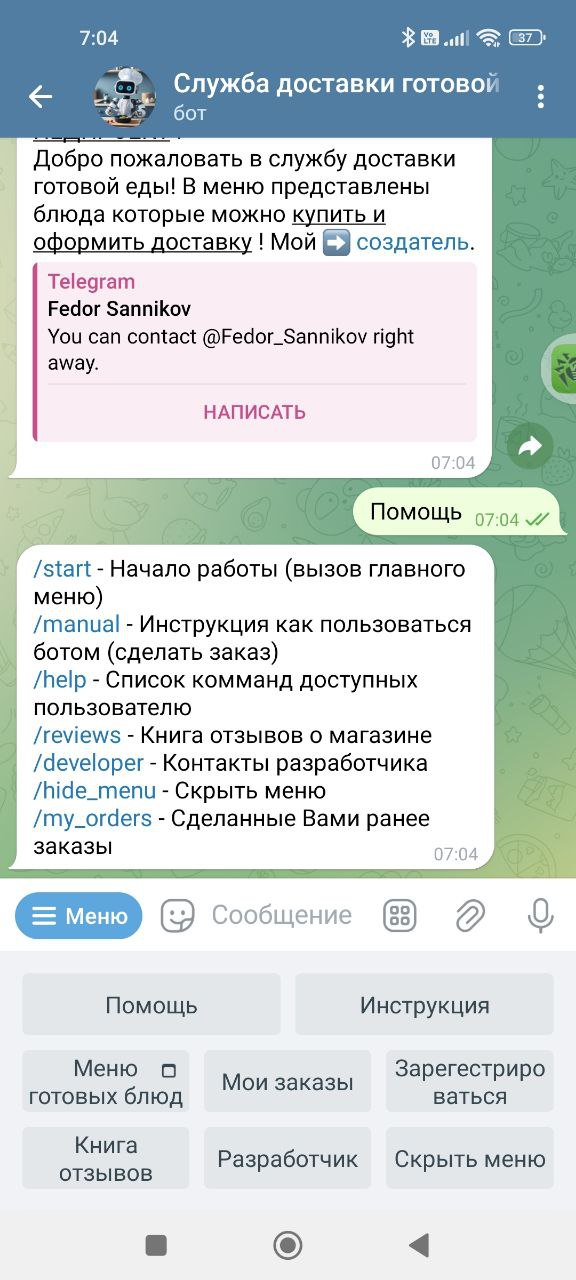 7:04
Vo
LTE
37
Служба доставки готовой
бот
Добро пожаловать в службу доставки
готовой еды! В меню представлены
блюда которые можно купить и
оформить доставку ! Мой ➡️ создатель.
Telegram
Fedor Sannikov
You can contact @Fedor_Sannikov right
away.
НАПИСАТЬ
07:04
Помощь 07:04
/start - Начало работы (вызов главного
меню)
/manual - Инструкция как пользоваться
ботом (сделать заказ)
/help - Список комманд доступных
пользователю
/reviews - Книга отзывов о магазине
/developer - Контакты разработчика
/hide_menu - Скрыть меню
/my_orders - Сделанные Вами ранее
заказы
07:04
Меню Сообщение
Помощь Инструкция
Меню
готовых блюд
Мои заказы
Зарегестриро
ваться
Книга
отзывов
Разработчик
Скрыть меню